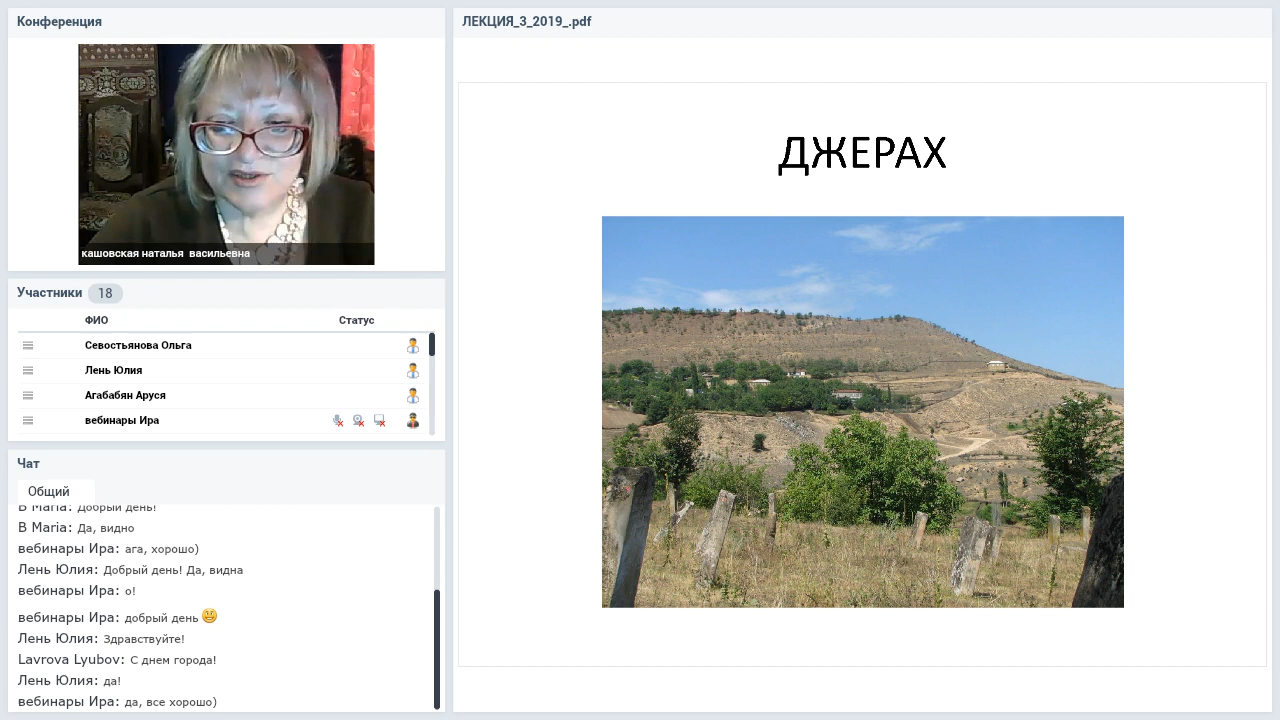 Конференция
кашовская наталья васильевна
Участники 18
ФИО Статус
Севостьянова Ольга
Лень Юлия
Агабабян Аруся
вебинары Ира
Чат
Общий
B Maria: Добрый день!
B Maria: Да, видно
вебинары Ира: ага, хорошо)
Лень Юлия: Добрый день! Да, видна
вебинары Ира: о!
вебинары Ира: добрый день
Лень Юлия: Здравствуйте!
Lavrova Lyubov: С днем города!
Лень Юлия: да!
вебинары Ира: да, все хорошо)
ЛЕКЦИЯ_3_2019_.pdf
ДЖЕРАХ